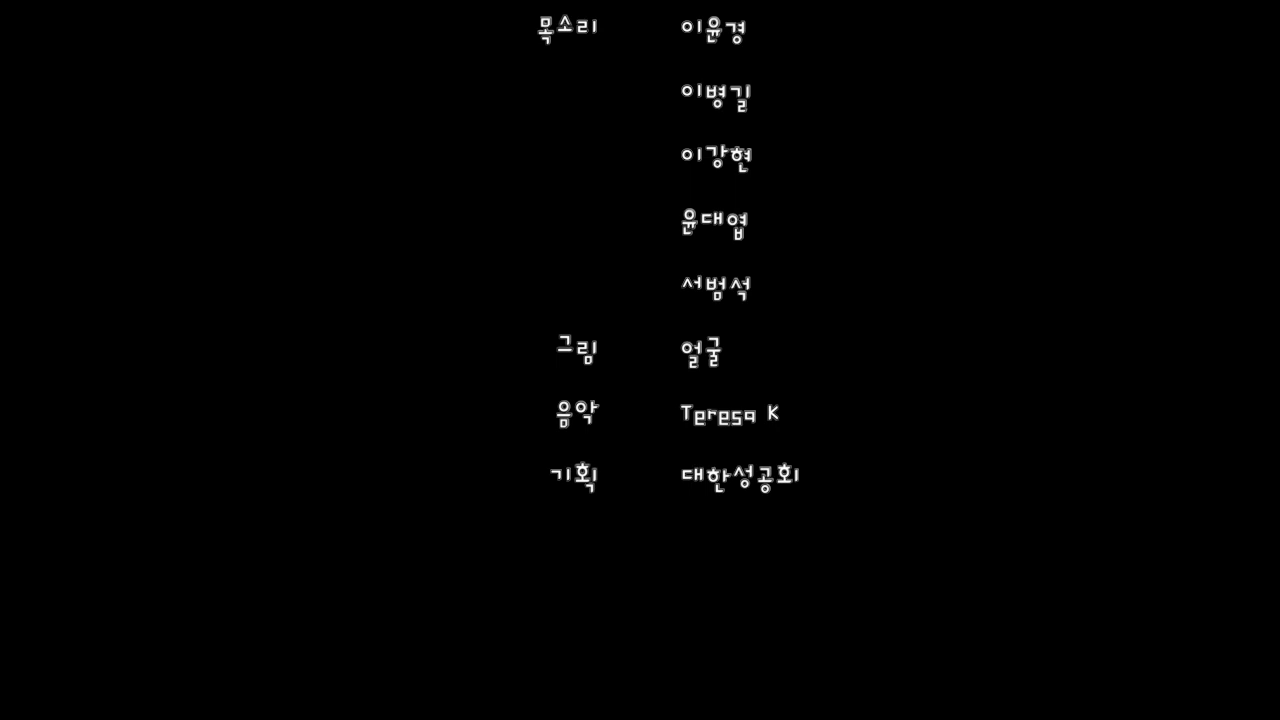 목소리 이윤경
이병길
이강현
윤대엽
서범석
그림 얼굴
음악 Teresa K
기획 대한성공회